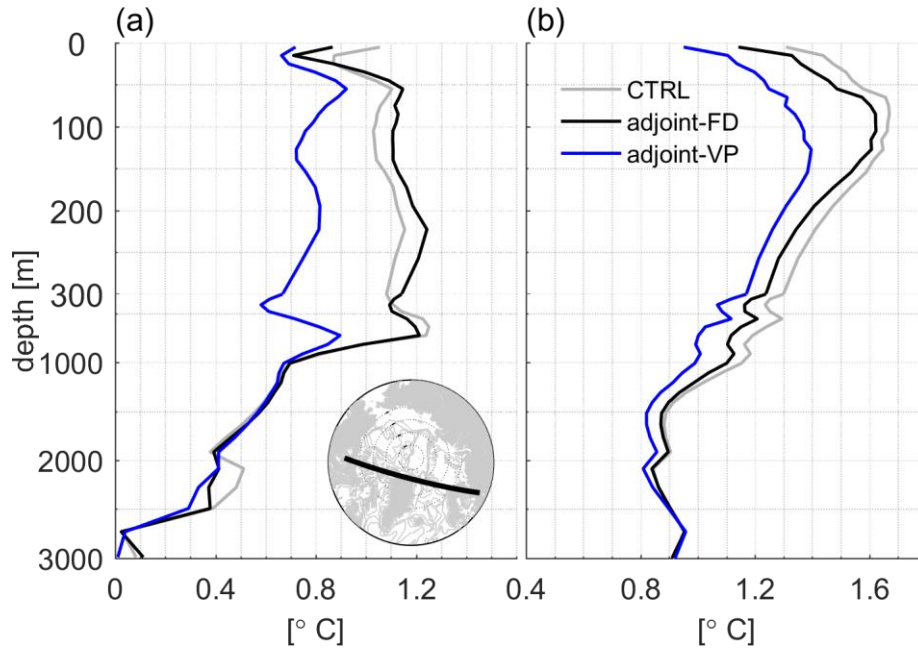 (a)
(b)
0
100
200
300
1000
2000
3000
depth [m]
CTRL
adjoint-FD
adjoint-VP
0 0.4 0.8 1.2 0.4 0.8 1.2 1.6
[° C] [° C]